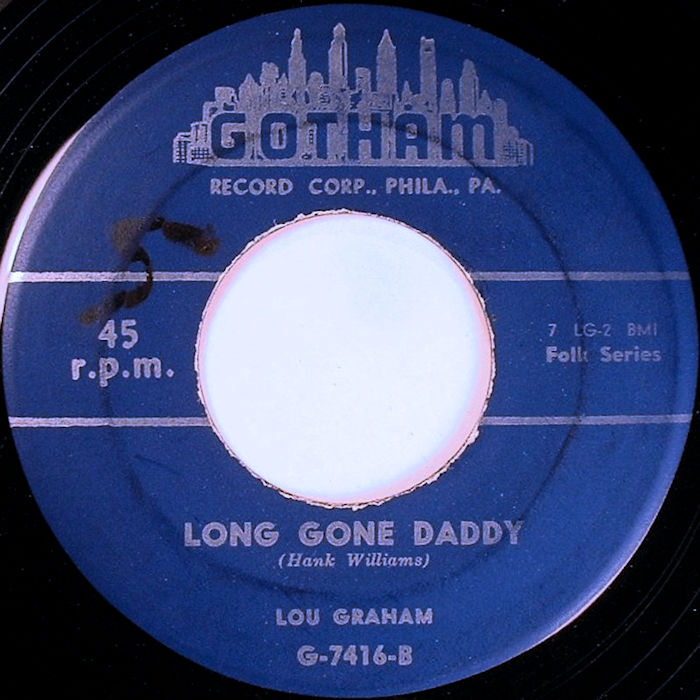 GOTHAM
RECORD CORP., PHILA., PA.
45
r.p.m.
7 LG-2 BMI
Folk Series
LONG GONE DADDY
(Hank Williams)
LOU GRAHAM
G-7416-B